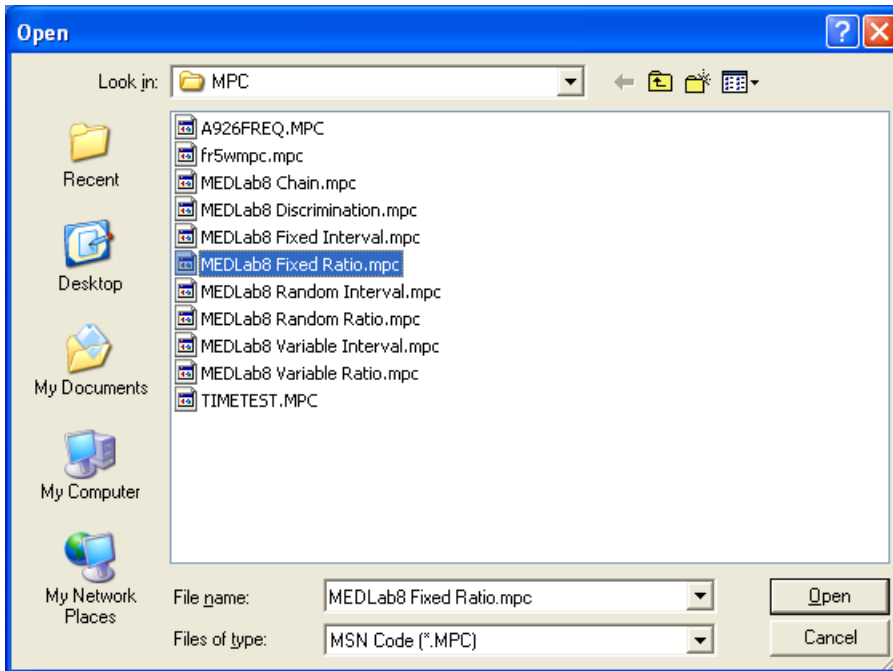 Open
Look in: MPC
Recent
Desktop
My Documents
My Computer
My Network
Places
A926FREQ.MPC
fr5wmpc.mpc
MEDLab8 Chain.mpc
MEDLab8 Discrimination.mpc
MEDLab8 Fixed Interval.mpc
MEDLab8 Fixed Ratio.mpc
MEDLab8 Random Interval.mpc
MEDLab8 Random Ratio.mpc
MEDLab8 Variable Interval.mpc
MEDLab8 Variable Ratio.mpc
TIMETEST.MPC
File name: MEDLab8 Fixed Ratio.mpc Open
Files of type: MSN Code (*.MPC) Cancel